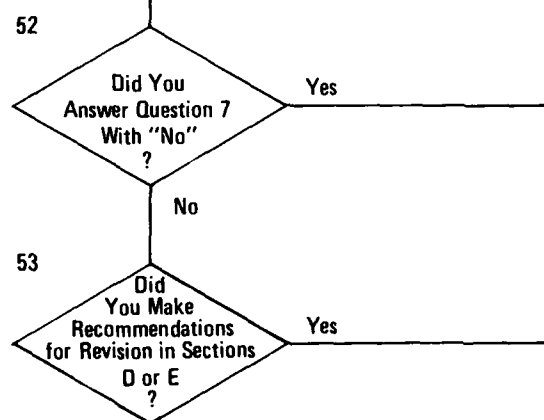 52
Did You
Answer Question 7
With "No"
?
Yes
No
53
Did
You Make
Recommendations
for Revision in Sections
D or E
?
Yes